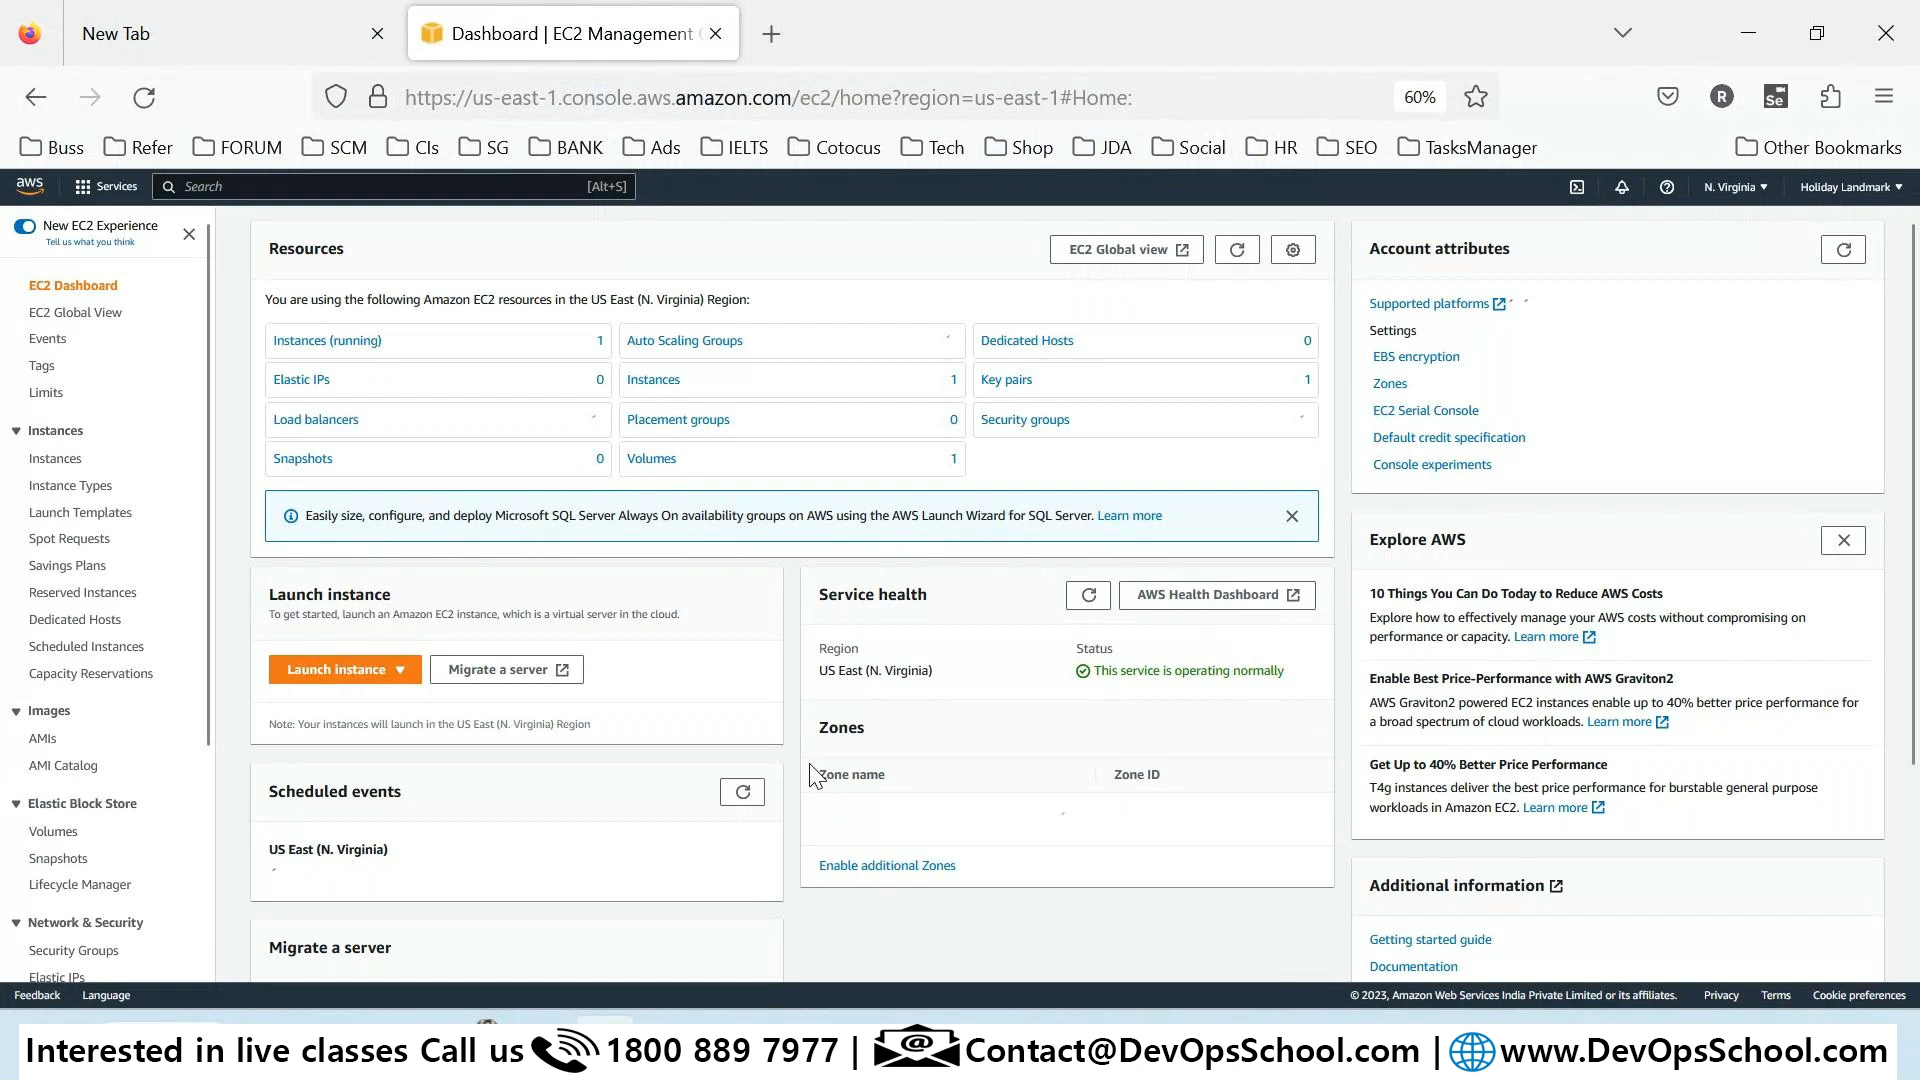 New Tab
Dashboard | EC2 Management
https://us-east-1.console.aws.amazon.com/ec2/home?region=us-east-1#Home:
60%
R
Se
Buss
Refer
FORUM
SCM
Cls
SG
BANK
Ads
IELTS
Cotocus
Tech
Shop
JDA
Social
HR
SEO
TasksManager
Other Bookmarks
aws
Services
Search
[Alt+S]
N. Virginia
Holiday Landmark
New EC2 Experience
Tell us what you think
EC2 Dashboard
EC2 Global View
Events
Tags
Limits
Instances
Instances
Instance Types
Launch Templates
Spot Requests
Savings Plans
Reserved Instances
Dedicated Hosts
Scheduled Instances
Capacity Reservations
Images
AMIs
AMI Catalog
Elastic Block Store
Volumes
Snapshots
Lifecycle Manager
Network & Security
Security Groups
Elastic IPs
Resources
EC2 Global view
You are using the following Amazon EC2 resources in the US East (N. Virginia) Region:
Instances (running) 1
Auto Scaling Groups
Dedicated Hosts 0
Elastic IPs 0
Instances 1
Key pairs 1
Load balancers
Placement groups 0
Security groups
Snapshots 0
Volumes 1
Easily size, configure, and deploy Microsoft SQL Server Always On availability groups on AWS using the AWS Launch Wizard for SQL Server. Learn more
Launch instance
To get started, launch an Amazon EC2 instance, which is a virtual server in the cloud.
Launch instance
Migrate a server
Note: Your instances will launch in the US East (N. Virginia) Region
Scheduled events
US East (N. Virginia)
Migrate a server
Service health
AWS Health Dashboard
Region
US East (N. Virginia)
Status
This service is operating normally
Zones
Zone name
Zone ID
Enable additional Zones
Account attributes
Supported platforms
Settings
EBS encryption
Zones
EC2 Serial Console
Default credit specification
Console experiments
Explore AWS
10 Things You Can Do Today to Reduce AWS Costs
Explore how to effectively manage your AWS costs without compromising on
performance or capacity. Learn more
Enable Best Price-Performance with AWS Graviton2
AWS Graviton2 powered EC2 instances enable up to 40% better price performance for
a broad spectrum of cloud workloads. Learn more
Get Up to 40% Better Price Performance
T4g instances deliver the best price performance for burstable general purpose
workloads in Amazon EC2. Learn more
Additional information
Getting started guide
Documentation
Feedback
Language
© 2023, Amazon Web Services India Private Limited or its affiliates.
Privacy
Terms
Cookie preferences
Interested in live classes Call us 1800 889 7977 | Contact@DevOpsSchool.com | www.DevOpsSchool.com